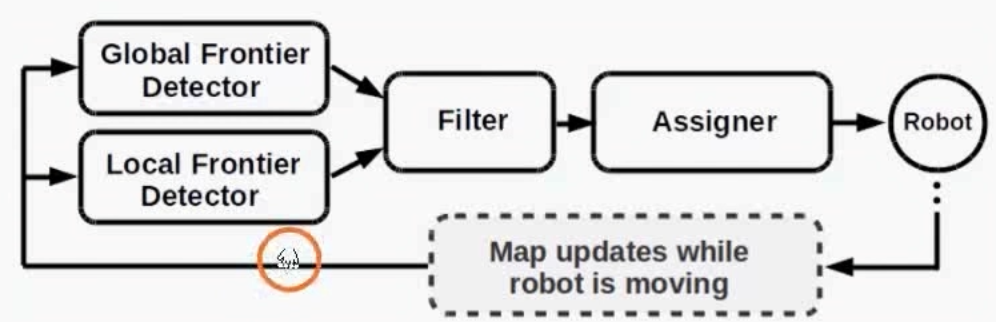 Global Frontier
Detector
Local Frontier
Detector
Filter
Assigner
Robot
Map updates while
robot is moving